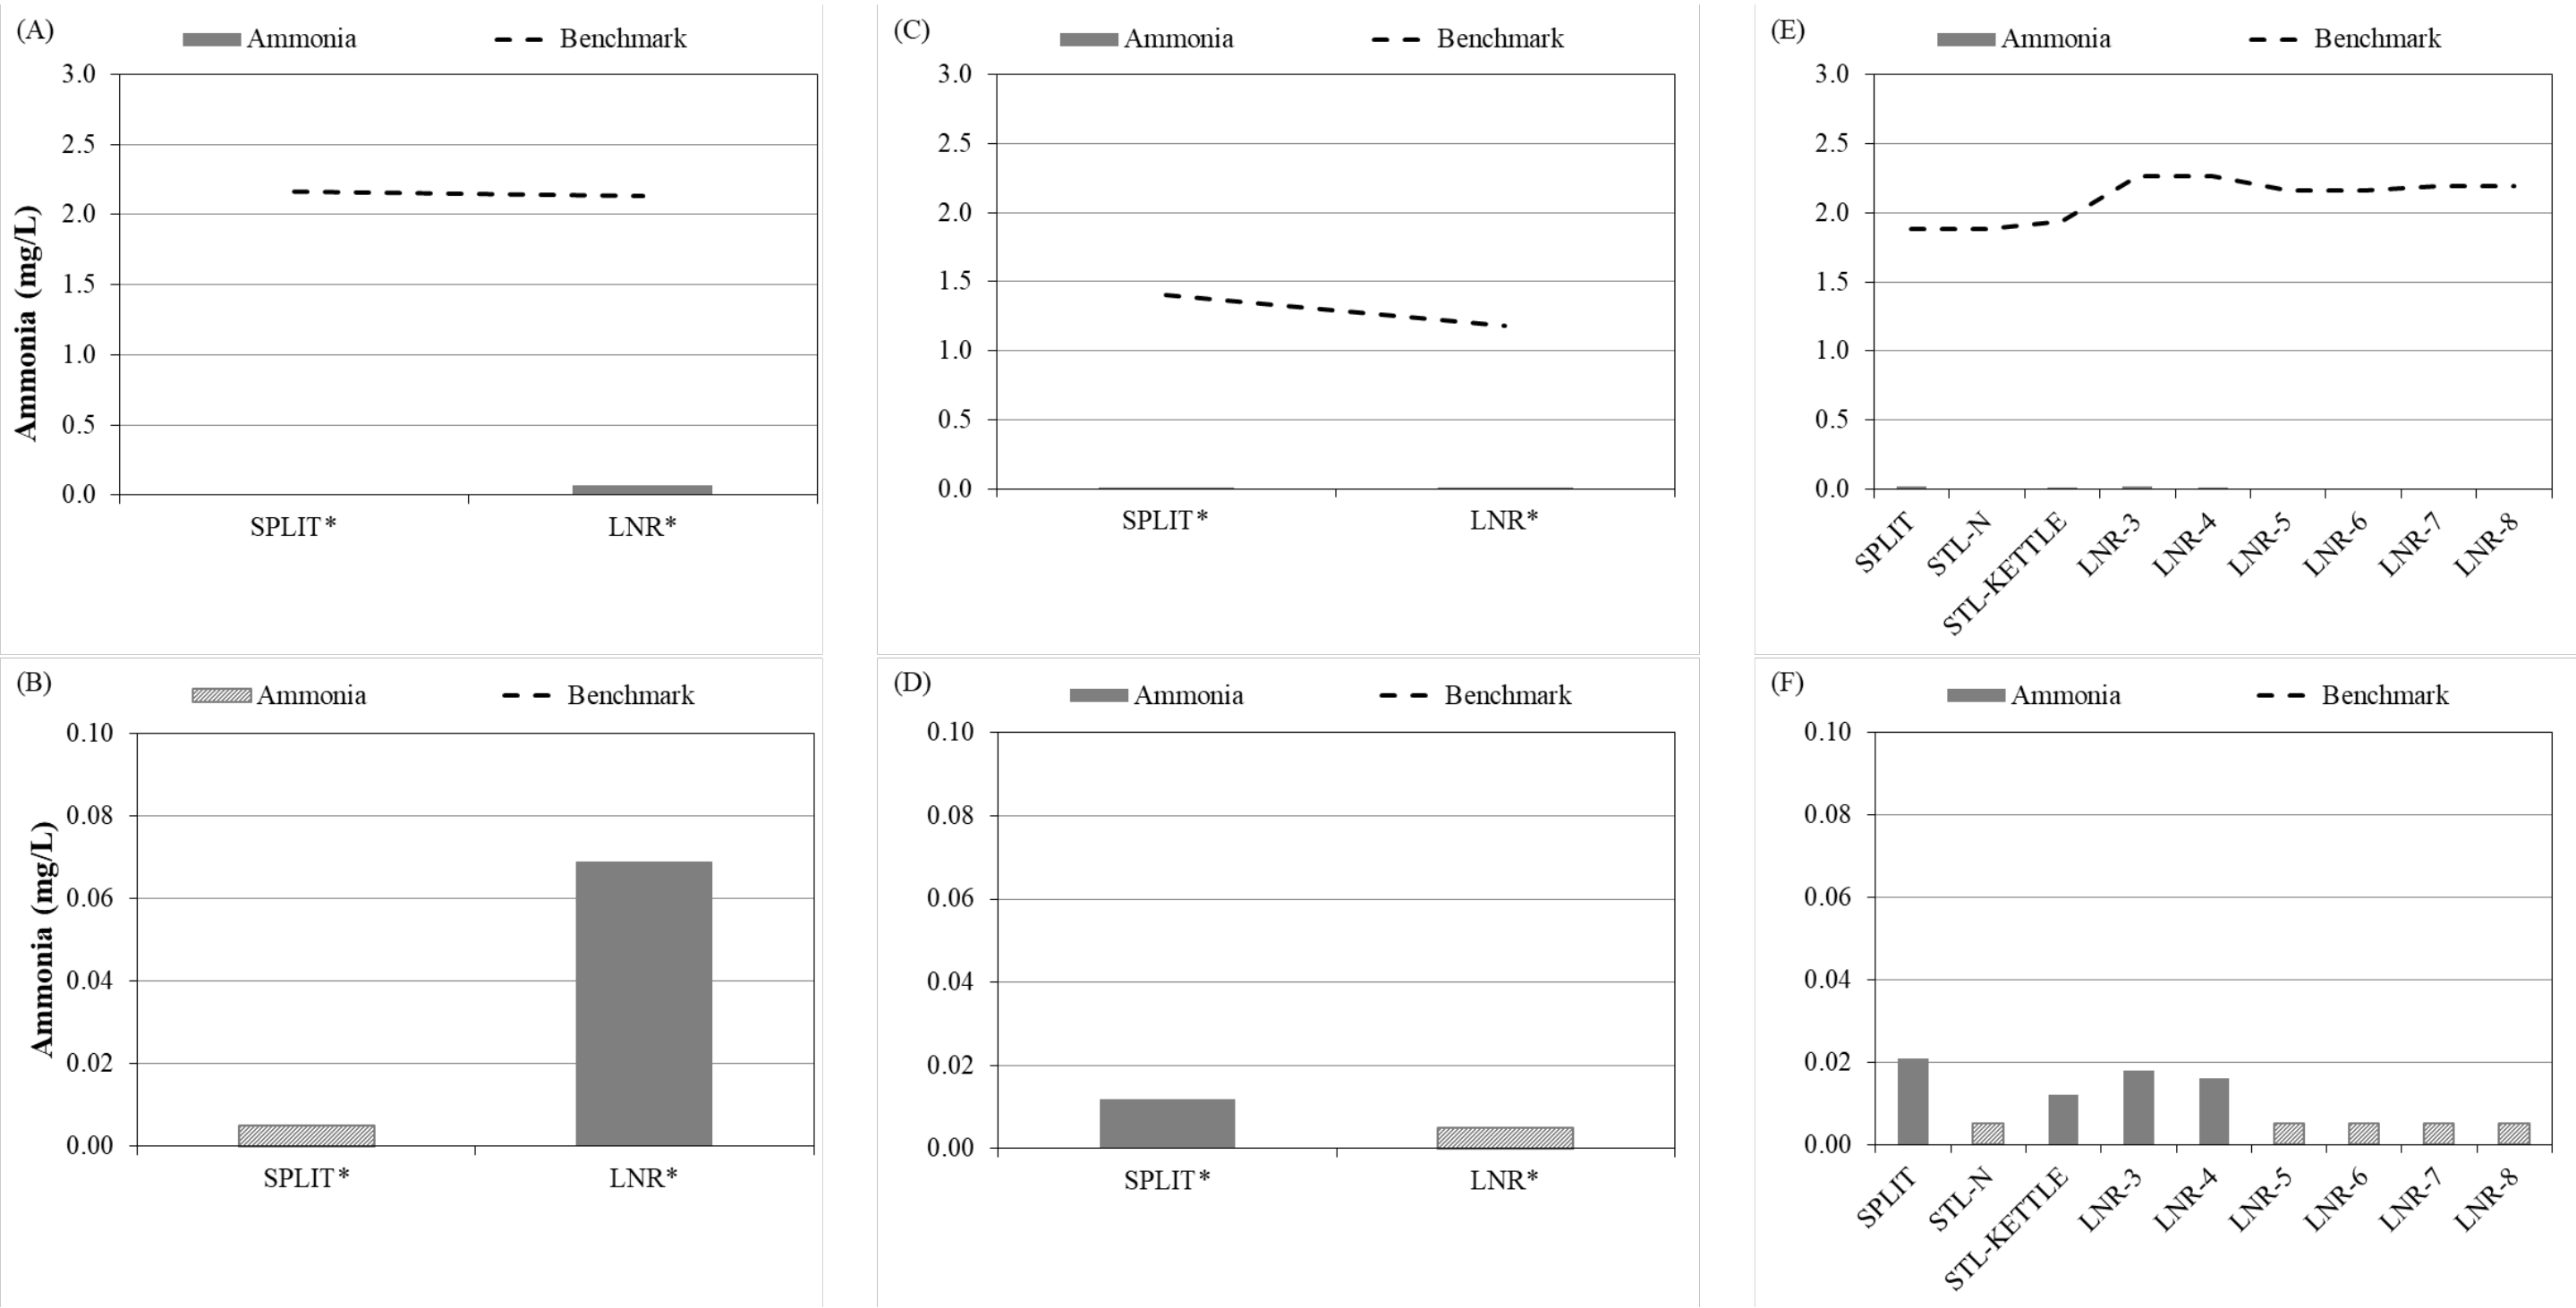 (A)
Ammonia Benchmark
3.0
2.5
2.0
1.5
1.0
0.5
0.0
Ammonia (mg/L)
SPLIT* LNR*
(C)
Ammonia Benchmark
3.0
2.5
2.0
1.5
1.0
0.5
0.0
SPLIT* LNR*
(E)
Ammonia Benchmark
3.0
2.5
2.0
1.5
1.0
0.5
0.0
SPLIT
STL-N
STL-KETTLE
LNR-3
LNR-4
LNR-5
LNR-6
LNR-7
LNR-8
(B)
Ammonia Benchmark
0.10
0.08
0.06
0.04
0.02
0.00
Ammonia (mg/L)
SPLIT* LNR*
(D)
Ammonia Benchmark
0.10
0.08
0.06
0.04
0.02
0.00
SPLIT* LNR*
(F)
Ammonia Benchmark
0.10
0.08
0.06
0.04
0.02
0.00
SPLIT
STL-N
STL-KETTLE
LNR-3
LNR-4
LNR-5
LNR-6
LNR-7
LNR-8